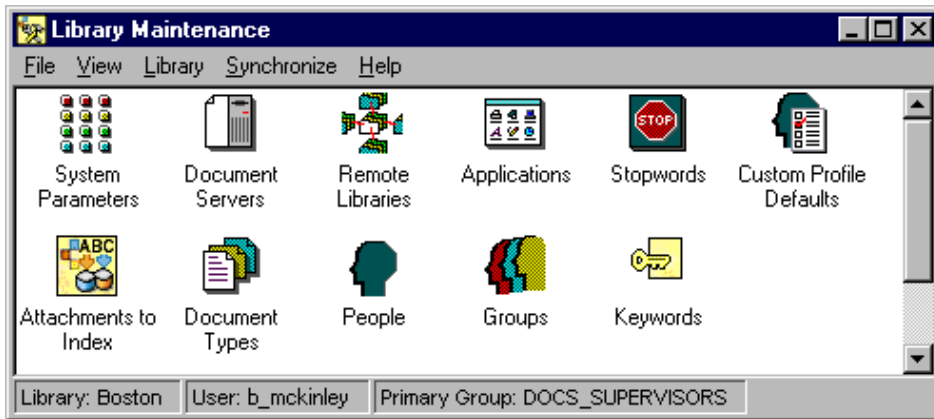 Library Maintenance
File View Library Synchronize Help
STOP
System Parameters
Document Servers
Remote Libraries
Applications
Stopwords
Custom Profile Defaults
ABC
Attachments to Index
Document Types
People
Groups
Keywords
Library: Boston
User: b_mckinley
Primary Group: DOCS_SUPERVISORS